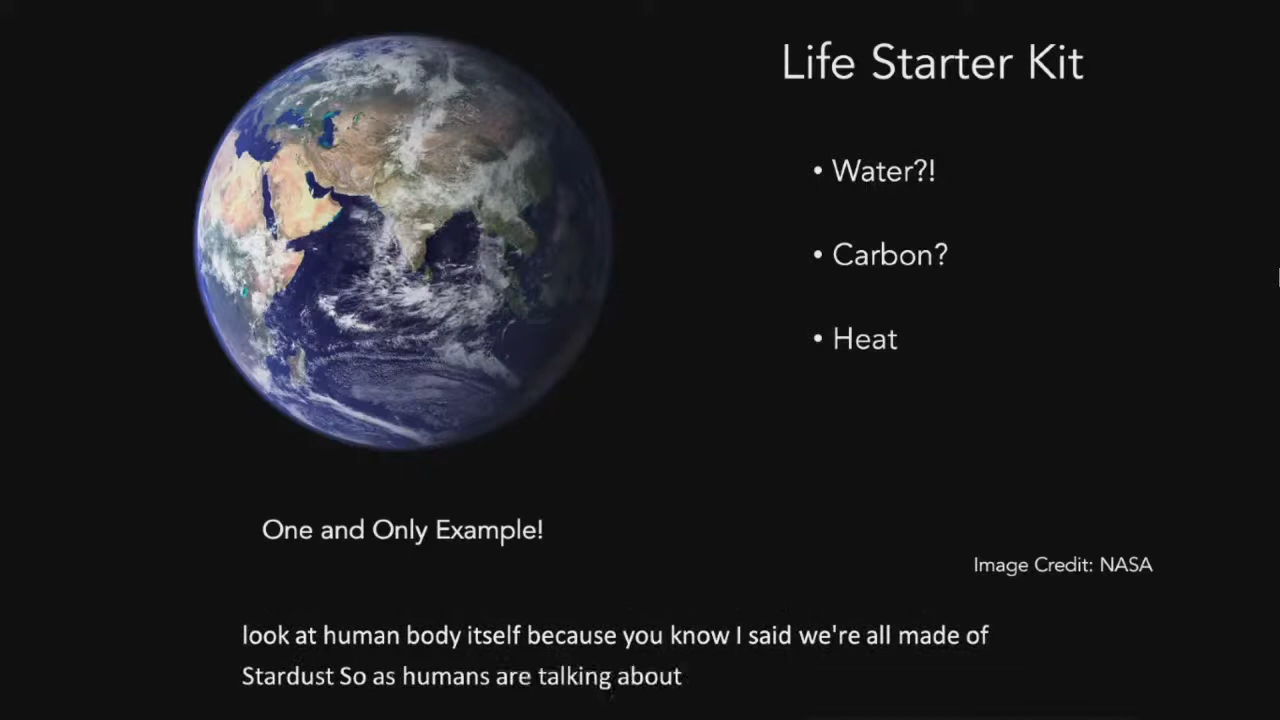 Life Starter Kit
• Water?!
• Carbon?
• Heat
One and Only Example!
Image Credit: NASA
look at human body itself because you know I said we're all made of
Stardust So as humans are talking about